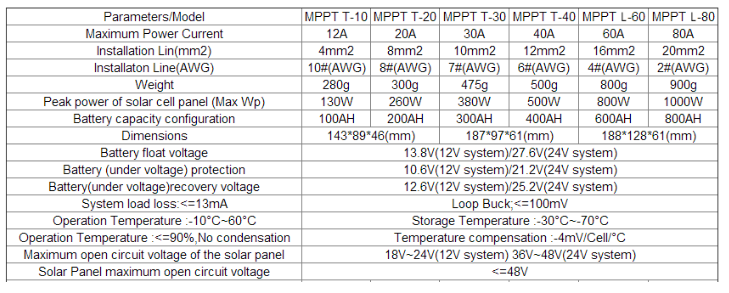 Parameters/Model MPPT T-10 MPPT T-20 MPPT T-30 MPPT T-40 MPPT L-60 MPPT L-80
Maximum Power Current 12A 20A 30A 40A 60A 80A
Installation Lin(mm2) 4mm2 8mm2 10mm2 12mm2 16mm2 20mm2
Installaton Line(AWG) 10#(AWG) 8#(AWG) 7#(AWG) 6#(AWG) 4#(AWG) 2#(AWG)
Weight 280g 300g 475g 500g 800g 900g
Peak power of solar cell panel (Max Wp) 130W 260W 380W 500W 800W 1000W
Battery capacity configuration 100AH 200AH 300AH 400AH 600AH 800AH
Dimensions 143*89*46(mm) 187*97*61(mm) 188*128*61(mm)
Battery float voltage 13.8V(12V system)/27.6V(24V system)
Battery (under voltage) protection 10.6V(12V system)/21.2V(24V system)
Battery(under voltage)recovery voltage 12.6V(12V system)/25.2V(24V system)
System load loss:<=13mA Loop Buck;<=100mV
Operation Temperature :-10°C~60°C Storage Temperature :-30°C~-70°C
Operation Temperature :<=90%,No condensation Temperature compensation :-4mV/Cell/°C
Maximum open circuit voltage of the solar panel 18V~24V(12V system) 36V~48V(24V system)
Solar Panel maximum open circuit voltage <=48V